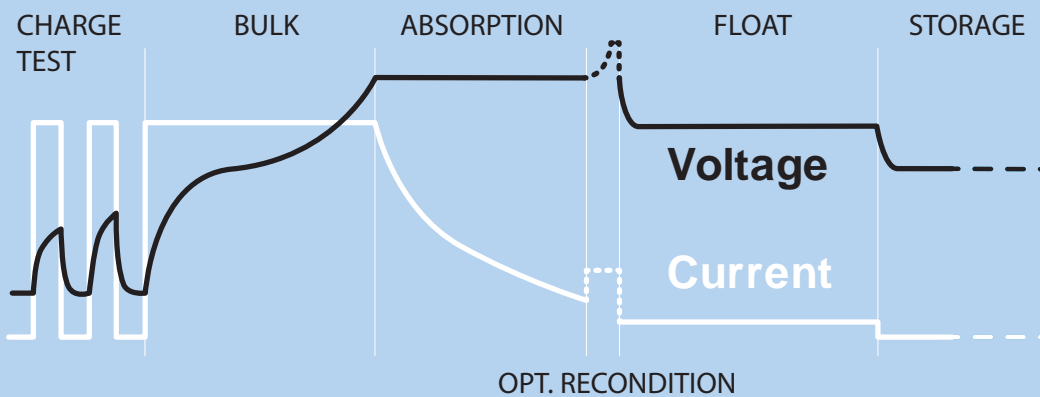 CHARGE TEST
BULK
ABSORPTION
FLOAT
STORAGE
Voltage
Current
OPT. RECONDITION